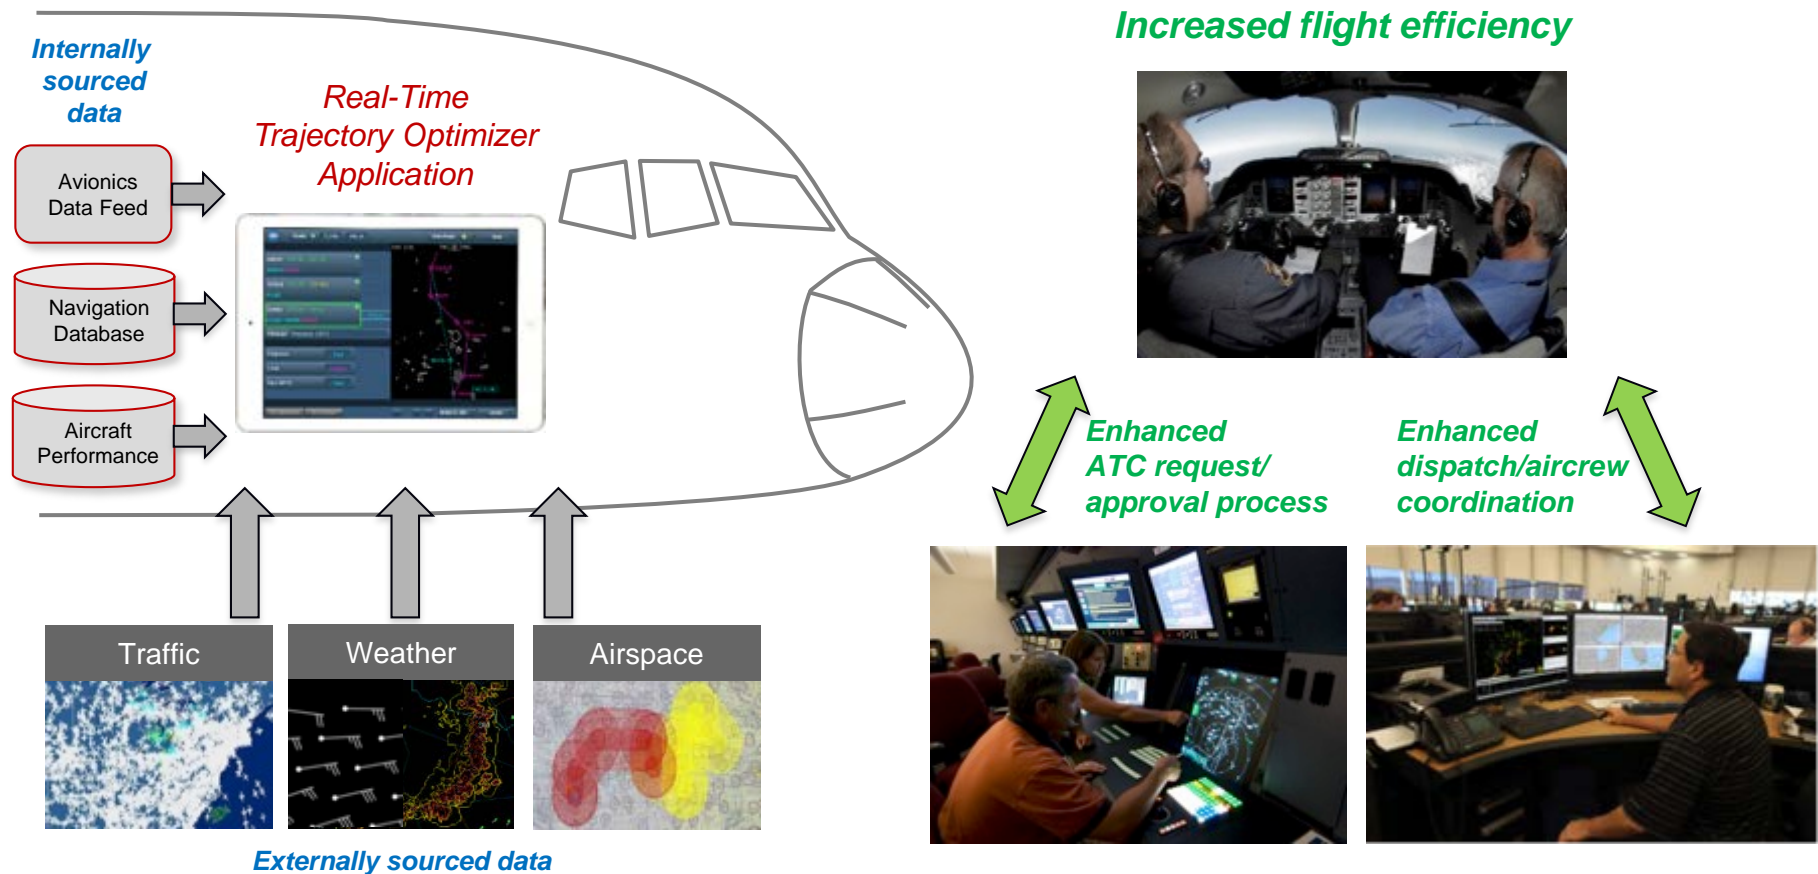 Internally
sourced
data
Real-Time
Trajectory Optimizer
Application
Avionics
Data Feed
Navigation
Database
Aircraft
Performance
Traffic
Weather
Airspace
Externally sourced data
Increased flight efficiency
Enhanced
ATC request/
approval process
Enhanced
dispatch/aircrew
coordination